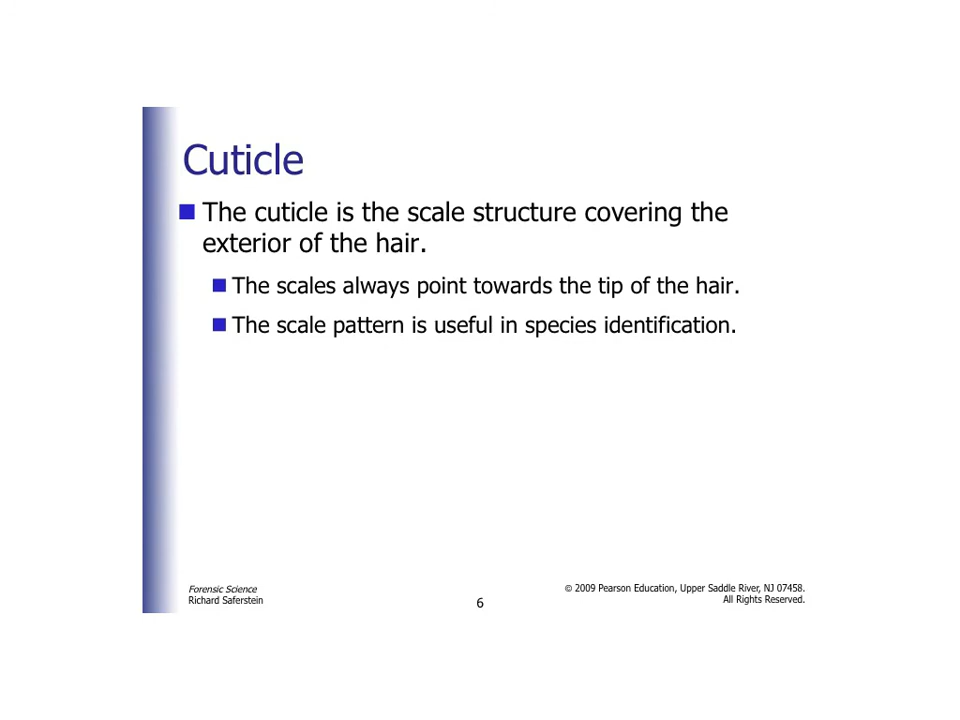 Cuticle
The cuticle is the scale structure covering the
exterior of the hair.
The scales always point towards the tip of the hair.
The scale pattern is useful in species identification.
Forensic Science
Richard Saferstein
6
© 2009 Pearson Education, Upper Saddle River, NJ 07458.
All Rights Reserved.